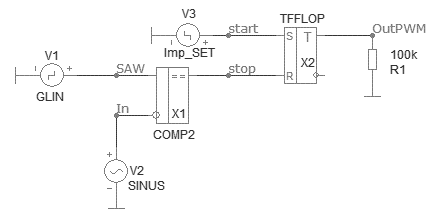 V3
start
TFFLOP
OutPWM
S T
Imp_SET
100k
R1
V1
SAW
==
stop
R X2
GLIN
X1
In
COMP2
V2
SINUS